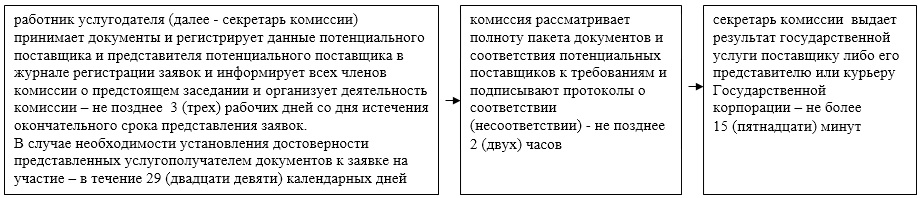 работник услугодателя (далее - секретарь комиссии)
принимает документы и регистрирует данные потенциального
поставщика и представителя потенциального поставщика в
журнале регистрации заявок и информирует всех членов
комиссии о предстоящем заседании и организует деятельность
комиссии – не позднее 3 (трех) рабочих дней со дня истечения
окончательного срока представления заявок.
В случае необходимости установления достоверности
представленных услугополучателем документов к заявке на
участие – в течение 29 (двадцати девяти) календарных дней
комиссия рассматривает
полноту пакета документов и
соответствия потенциальных
поставщиков к требованиям и
подписывают протоколы о
соответствии
(несоответствии) - не позднее
2 (двух) часов
секретарь комиссии выдает
результат государственной
услуги поставщику либо его
представителю или курьеру
Государственной
корпорации – не более
15 (пятнадцати) минут